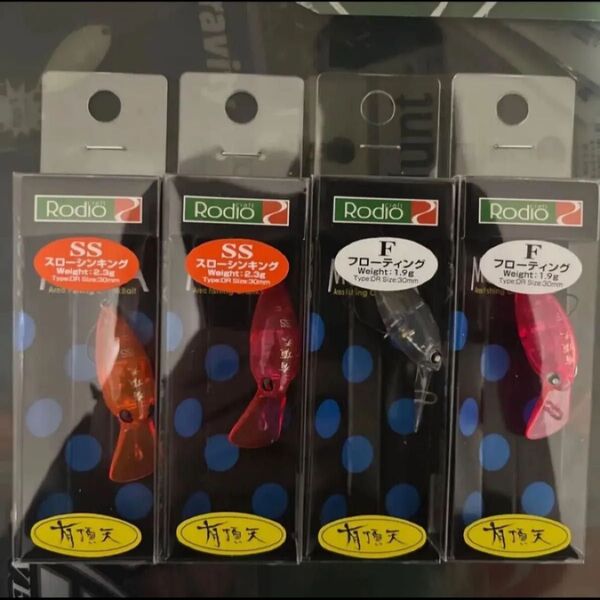 Rodio craft
SS
スローシンキング
Weight: 2.3g
Type:DR Size:30mm
有頂天
Rodio craft
SS
スローシンキング
Weight: 2.3g
Type:DR Size:30mm
有頂天
Rodio craft
F
フローティング
Weight: 1.9g
Type:DR Size:30mm
有頂天
Rodio craft
F
フローティング
Weight: 1.9g
Type:DR Size:30mm
有頂天